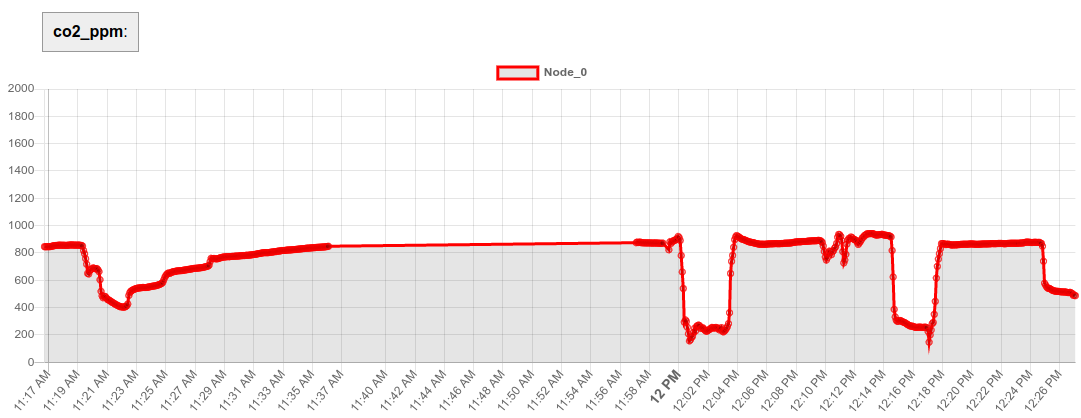 co2_ppm:
Node_0
2000
1800
1600
1400
1200
1000
800
600
400
200
0
11:17 AM
11:19 AM
11:21 AM
11:23 AM
11:25 AM
11:27 AM
11:29 AM
11:31 AM
11:33 AM
11:35 AM
11:37 AM
11:40 AM
11:42 AM
11:44 AM
11:46 AM
11:48 AM
11:50 AM
11:52 AM
11:54 AM
11:56 AM
11:58 AM
12 PM
12:02 PM
12:04 PM
12:06 PM
12:08 PM
12:10 PM
12:12 PM
12:14 PM
12:16 PM
12:18 PM
12:20 PM
12:22 PM
12:24 PM
12:26 PM